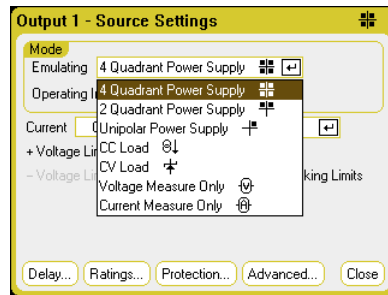 Output 1 - Source Settings
Mode
Emulating 4 Quadrant Power Supply
Operating I
4 Quadrant Power Supply
2 Quadrant Power Supply
Unipolar Power Supply
CC Load
CV Load
Voltage Measure Only
Current Measure Only
Current 0
+ Voltage Li
- Voltage Li
king Limits
Delay... Ratings... Protection... Advanced... Close